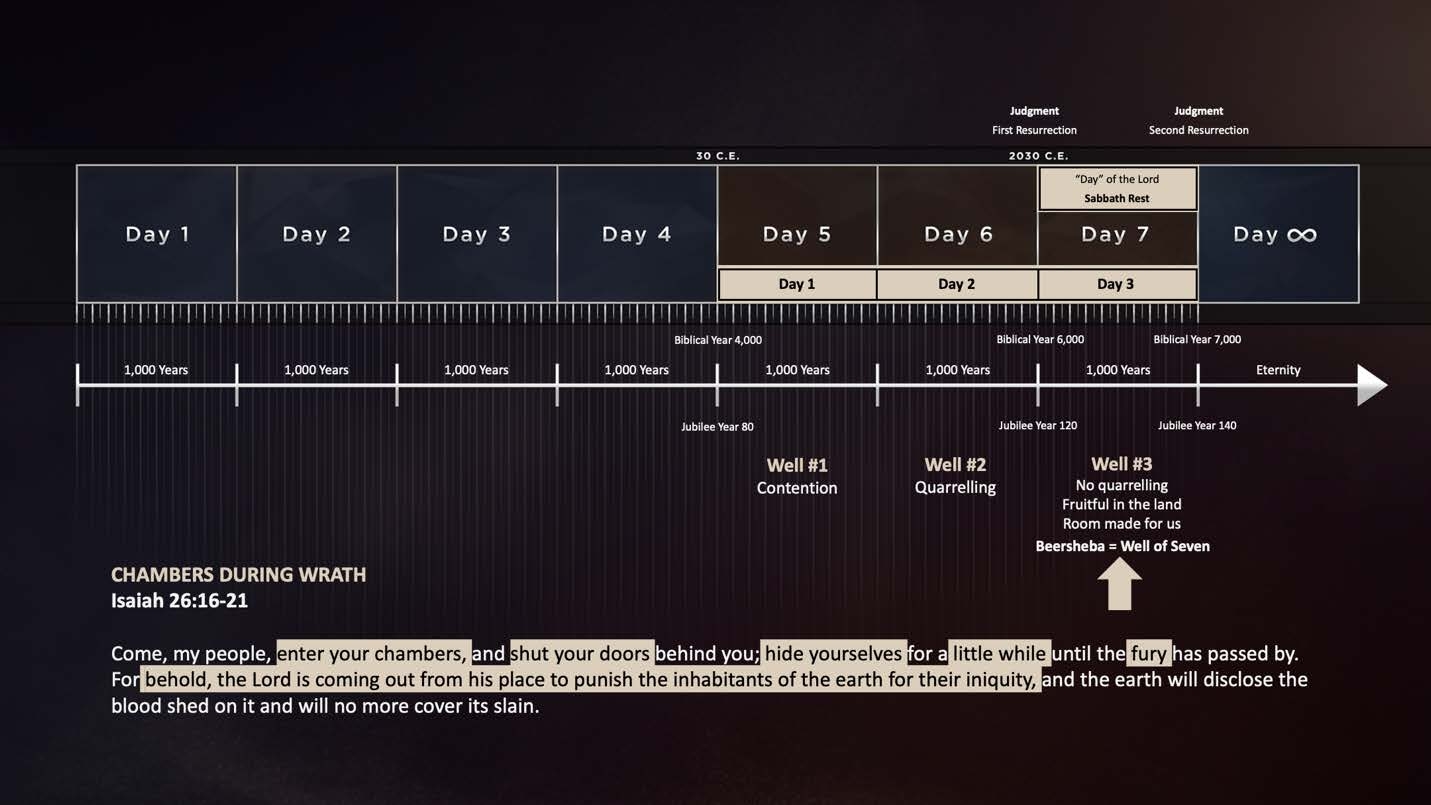 Judgment
First Resurrection
Judgment
Second Resurrection
30 C.E.
2030 C.E.
Day 1
Day 2
Day 3
Day 4
Day 5
Day 6
"Day" of the Lord
Sabbath Rest
Day 7
Day ∞
Day 1
Day 2
Day 3
Biblical Year 4,000
Biblical Year 6,000
Biblical Year 7,000
1,000 Years
1,000 Years
1,000 Years
1,000 Years
1,000 Years
1,000 Years
1,000 Years
Eternity
Jubilee Year 80
Jubilee Year 120
Jubilee Year 140
Well #1
Contention
Well #2
Quarrelling
Well #3
No quarrelling
Fruitful in the land
Room made for us
Beersheba = Well of Seven
CHAMBERS DURING WRATH
Isaiah 26:16-21
Come, my people, enter your chambers, and shut your doors behind you; hide yourselves for a little while until the fury has passed by.
For behold, the Lord is coming out from his place to punish the inhabitants of the earth for their iniquity, and the earth will disclose the
blood shed on it and will no more cover its slain.